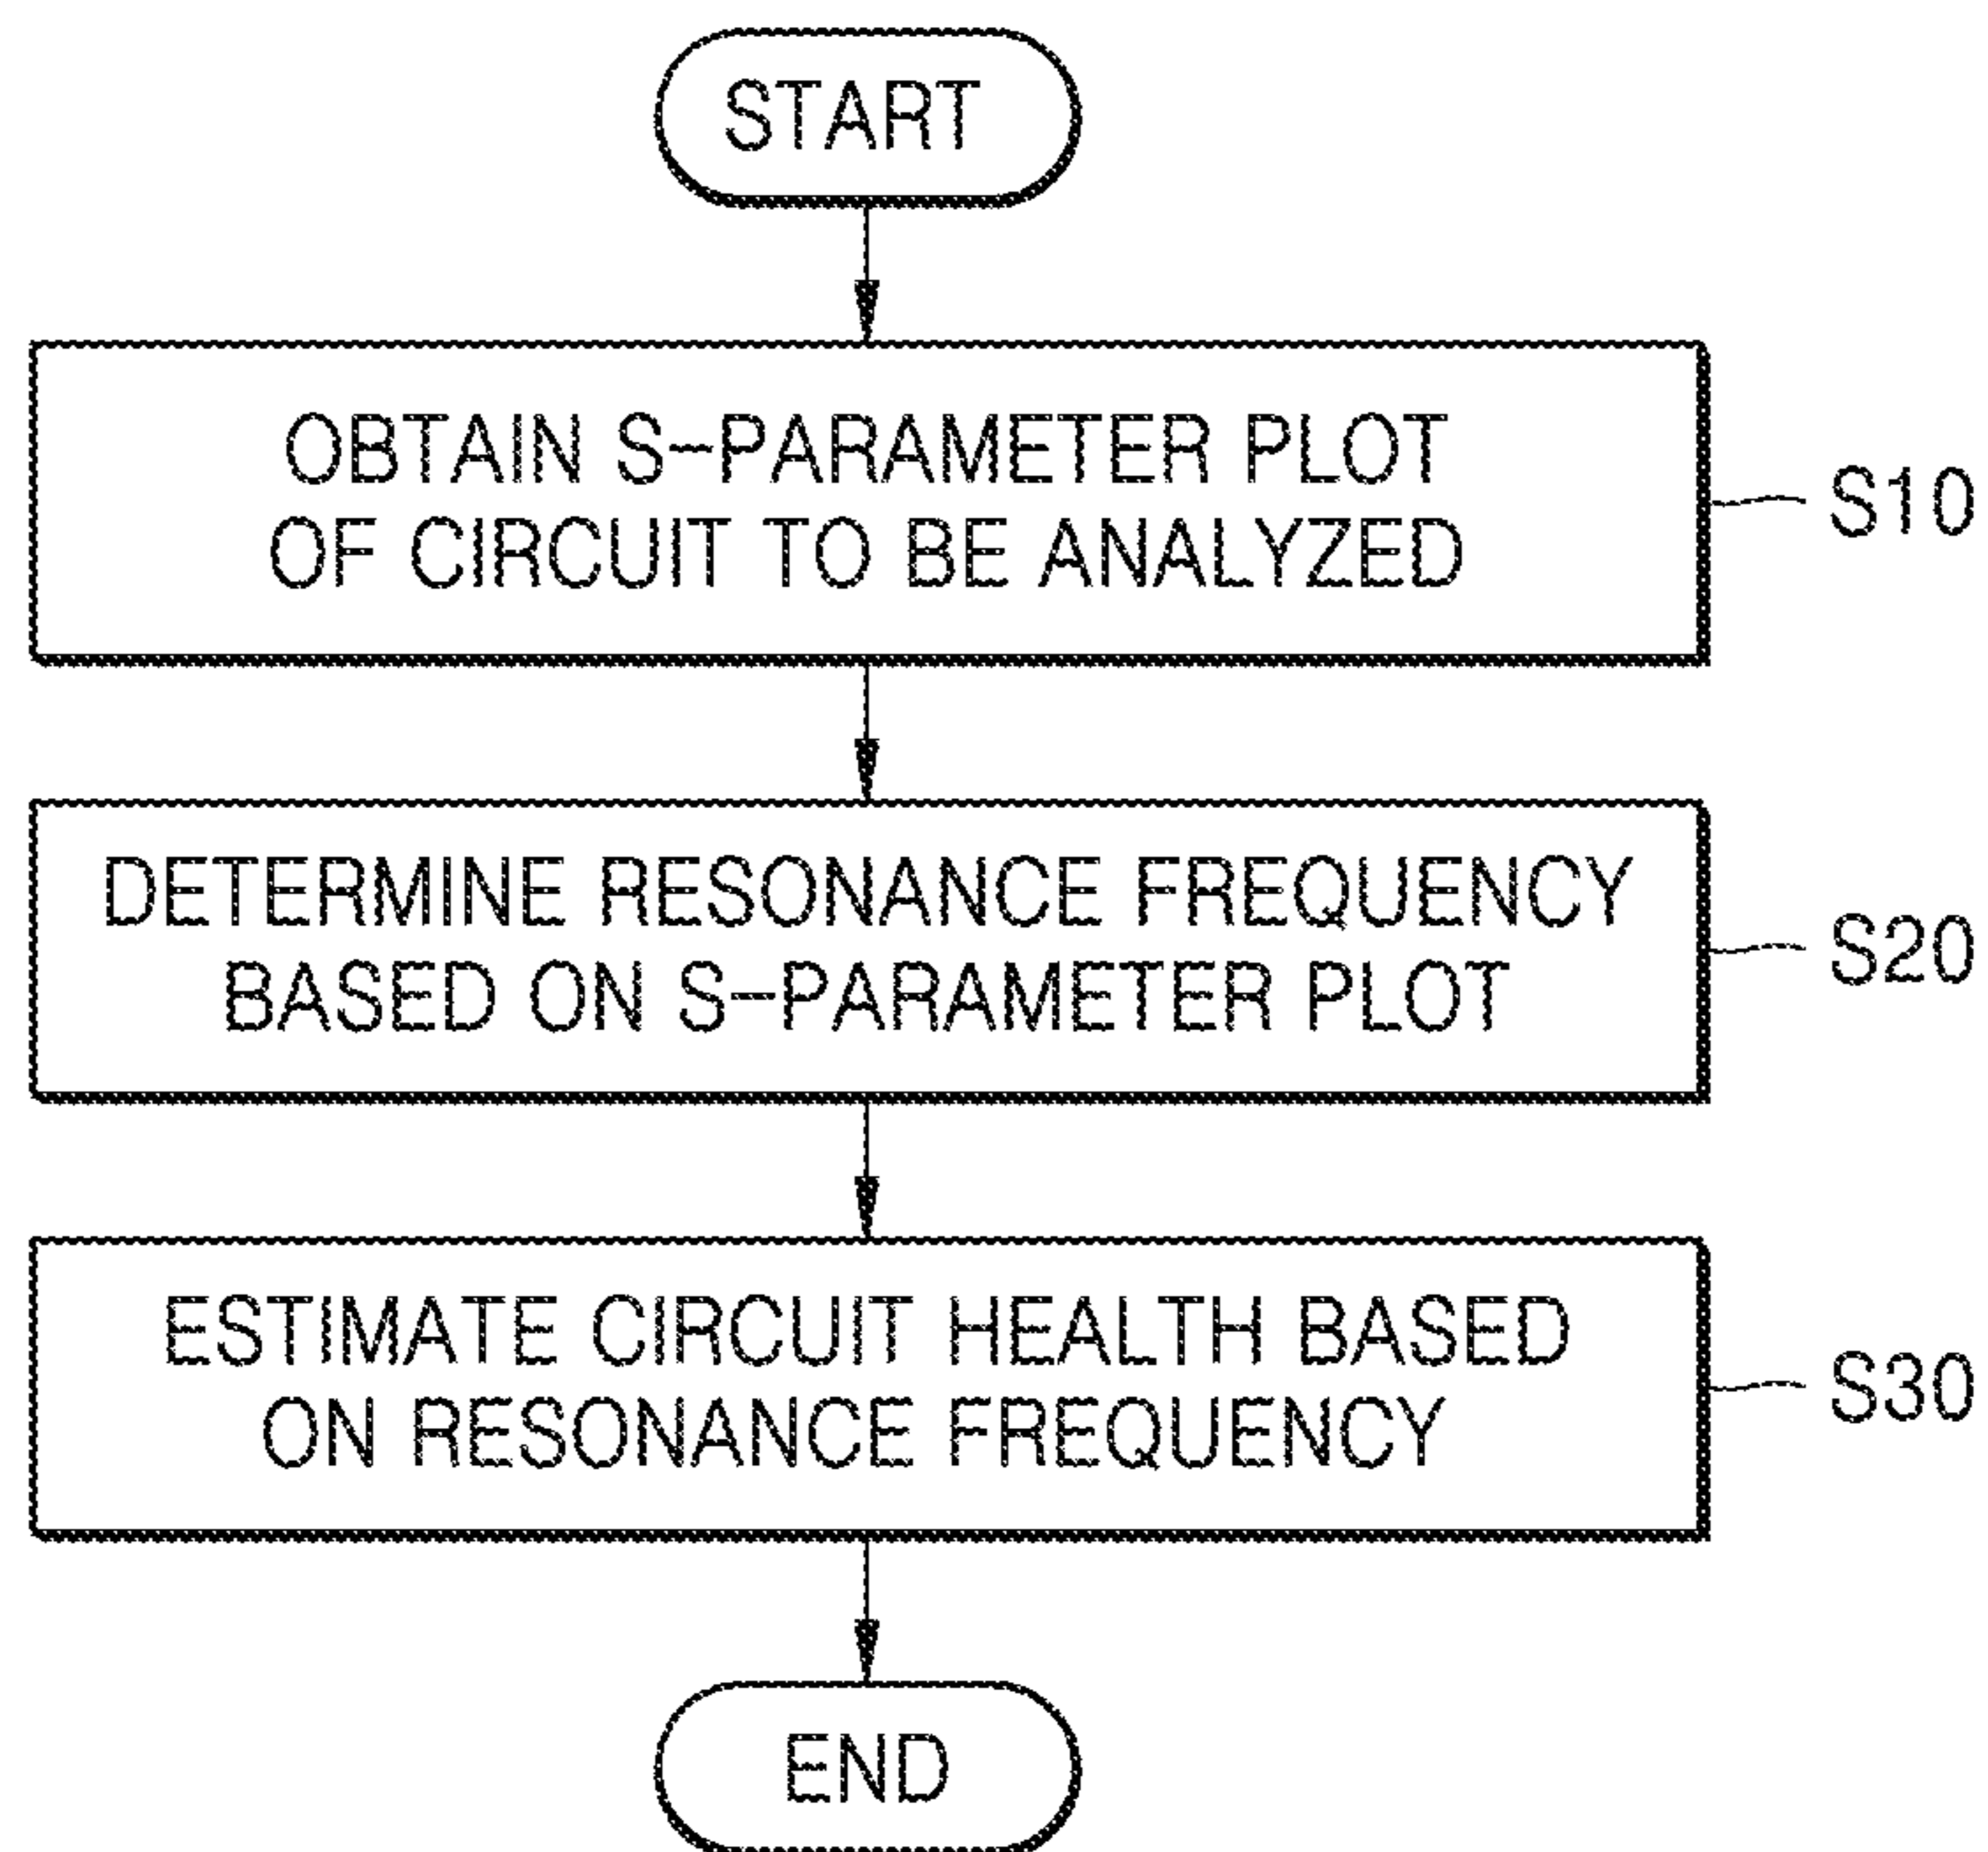 START
OBTAIN S-PARAMETER PLOT
OF CIRCUIT TO BE ANALYZED
S10
DETERMINE RESONANCE FREQUENCY
BASED ON S-PARAMETER PLOT
S20
ESTIMATE CIRCUIT HEALTH BASED
ON RESONANCE FREQUENCY
S30
END